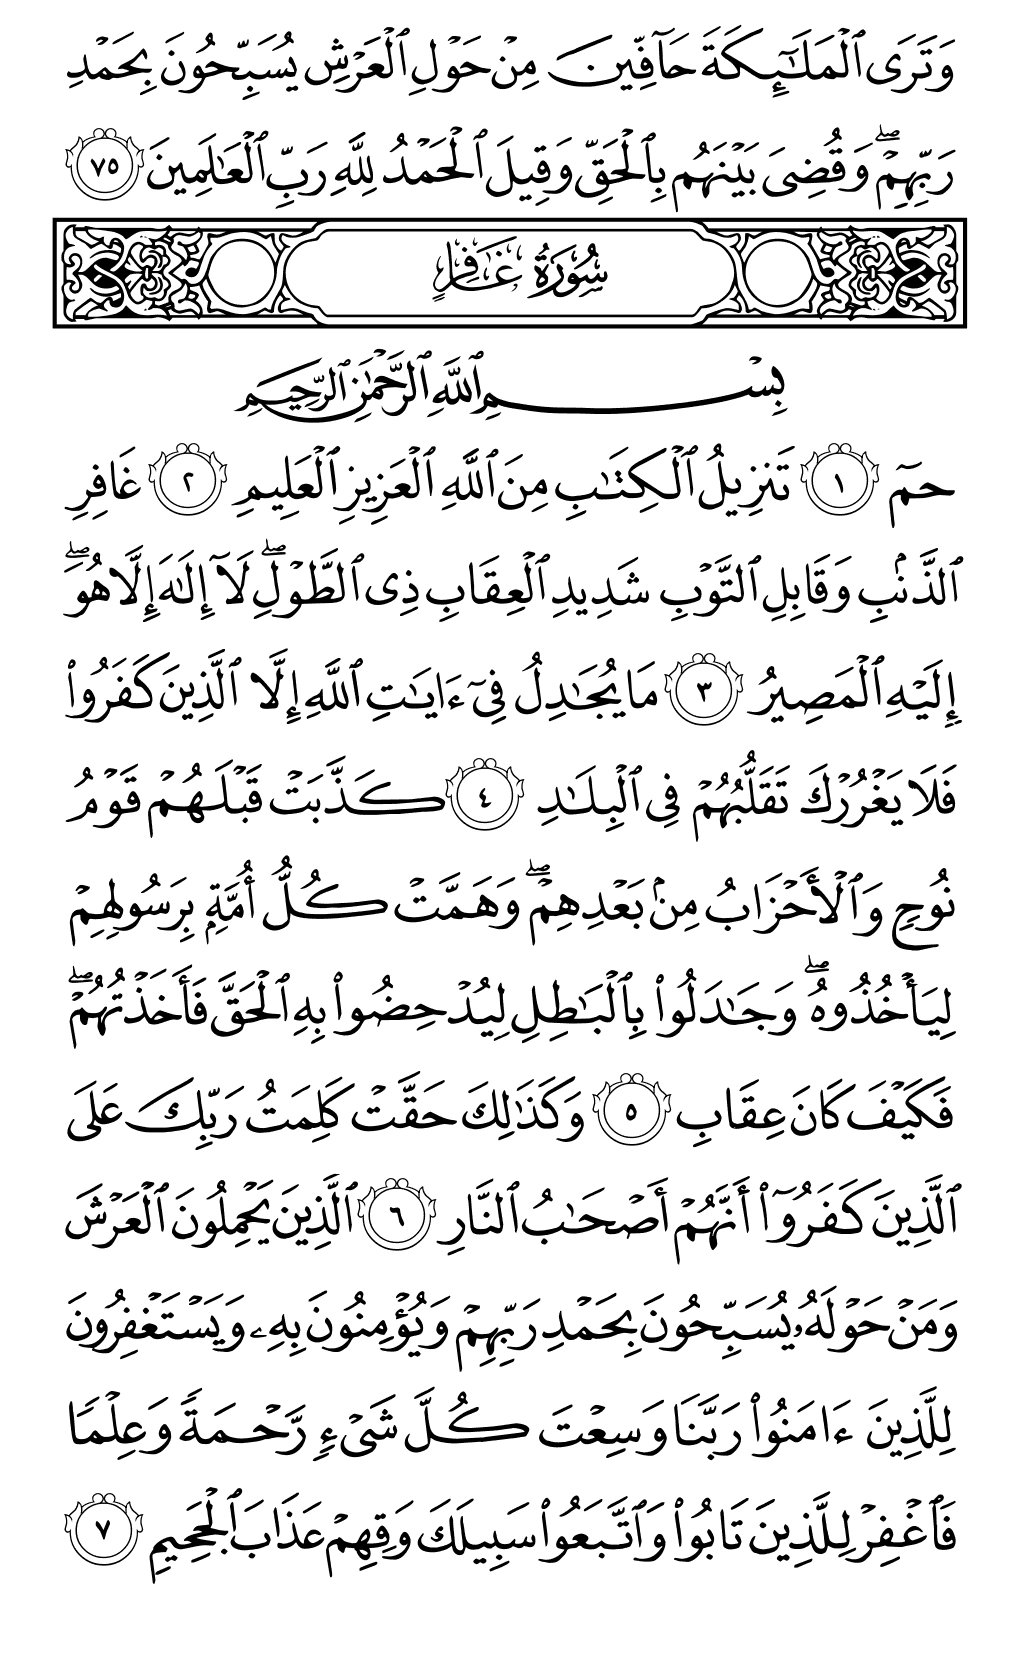 وَتَرَى ٱلْمَلَـٰٓئِكَةَ حَآفِّينَ مِنْ حَوْلِ ٱلْعَرْشِ يُسَبِّحُونَ بِحَمْدِ
رَبِّهِمْ ۖ وَقُضِىَ بَيْنَهُم بِٱلْحَقِّ وَقِيلَ ٱلْحَمْدُ لِلَّهِ رَبِّ ٱلْعَـٰلَمِينَ ٧٥
سُورَةُ غَافِرٍ
بِسْمِ ٱللَّهِ ٱلرَّحْمَـٰنِ ٱلرَّحِيمِ
حمٓ ١ تَنزِيلُ ٱلْكِتَـٰبِ مِنَ ٱللَّهِ ٱلْعَزِيزِ ٱلْعَلِيمِ ٢ غَافِرِ
ٱلذَّنۢبِ وَقَابِلِ ٱلتَّوْبِ شَدِيدِ ٱلْعِقَابِ ذِى ٱلطَّوْلِ ۖ لَآ إِلَـٰهَ إِلَّا هُوَ ۖ
إِلَيْهِ ٱلْمَصِيرُ ٣ مَا يُجَـٰدِلُ فِىٓ ءَايَـٰتِ ٱللَّهِ إِلَّا ٱلَّذِينَ كَفَرُوا۟
فَلَا يَغْرُرْكَ تَقَلُّبُهُمْ فِى ٱلْبِلَـٰدِ ٤ كَذَّبَتْ قَبْلَهُمْ قَوْمُ
نُوحٍ وَٱلْأَحْزَابُ مِنۢ بَعْدِهِمْ ۖ وَهَمَّتْ كُلُّ أُمَّةٍۭ بِرَسُولِهِمْ
لِيَأْخُذُوهُ ۖ وَجَـٰدَلُوا۟ بِٱلْبَـٰطِلِ لِيُدْحِضُوا۟ بِهِ ٱلْحَقَّ فَأَخَذْتُهُمْ ۖ
فَكَيْفَ كَانَ عِقَابِ ٥ وَكَذَٰلِكَ حَقَّتْ كَلِمَتُ رَبِّكَ عَلَى
ٱلَّذِينَ كَفَرُوٓا۟ أَنَّهُمْ أَصْحَـٰبُ ٱلنَّارِ ٦ ٱلَّذِينَ يَحْمِلُونَ ٱلْعَرْشَ
وَمَنْ حَوْلَهُۥ يُسَبِّحُونَ بِحَمْدِ رَبِّهِمْ وَيُؤْمِنُونَ بِهِۦ وَيَسْتَغْفِرُونَ
لِلَّذِينَ ءَامَنُوا۟ رَبَّنَا وَسِعْتَ كُلَّ شَىْءٍ رَّحْمَةً وَعِلْمًا
فَٱغْفِرْ لِلَّذِينَ تَابُوا۟ وَٱتَّبَعُوا۟ سَبِيلَكَ وَقِهِمْ عَذَابَ ٱلْجَحِيمِ ٧